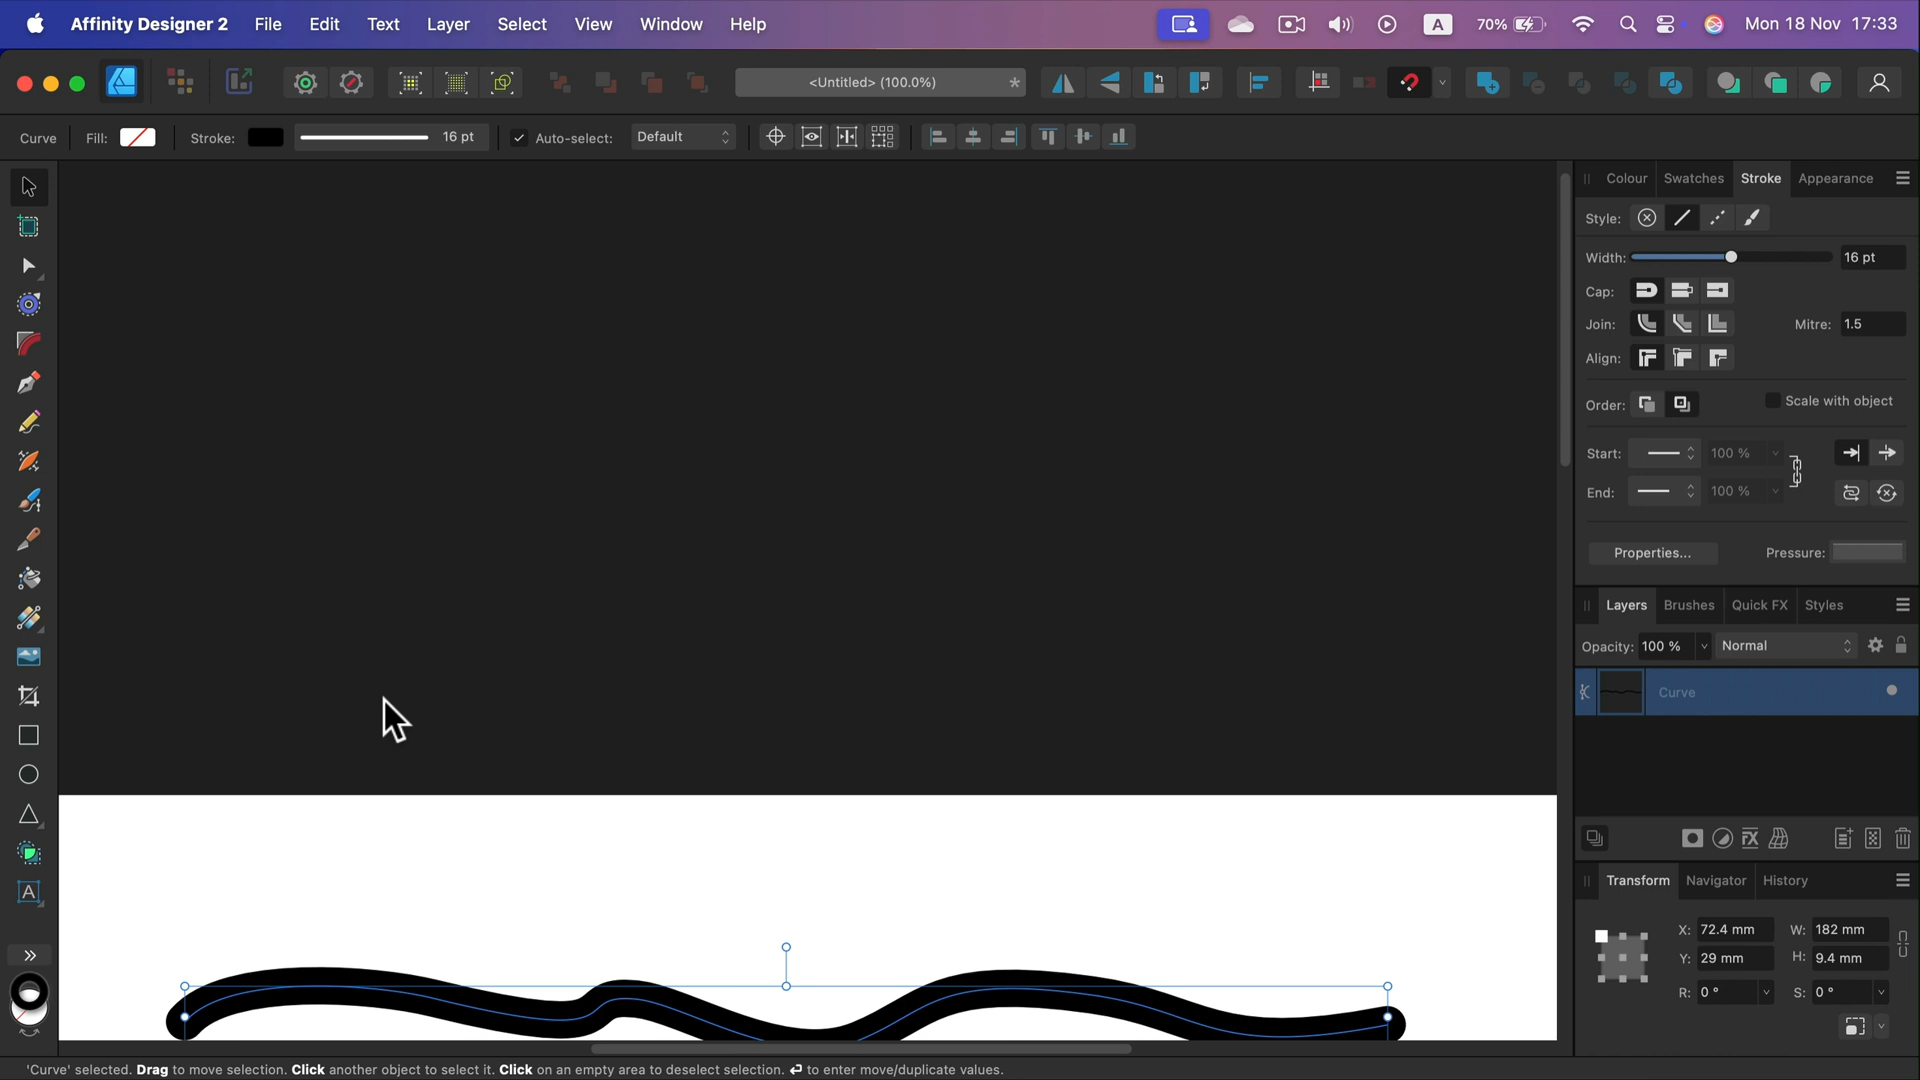 Affinity Designer 2 File Edit Text Layer Select View Window Help A 70% Mon 18 Nov 17:33
<Untitled> (100.0%) *
Curve Fill: Stroke: 16 pt Auto-select: Default
Colour Swatches Stroke Appearance
Style:
Width: 16 pt
Cap:
Join: Mitre: 1.5
Align:
Order: Scale with object
Start: 100 %
End: 100 %
Properties... Pressure:
Layers Brushes Quick FX Styles
Opacity: 100 % Normal
Curve
FX
A
Transform Navigator History
X: 72.4 mm W: 182 mm
Y: 29 mm H: 9.4 mm
R: 0 ° S: 0 °
'Curve' selected. Drag to move selection. Click another object to select it. Click on an empty area to deselect selection. ↵ to enter move/duplicate values.